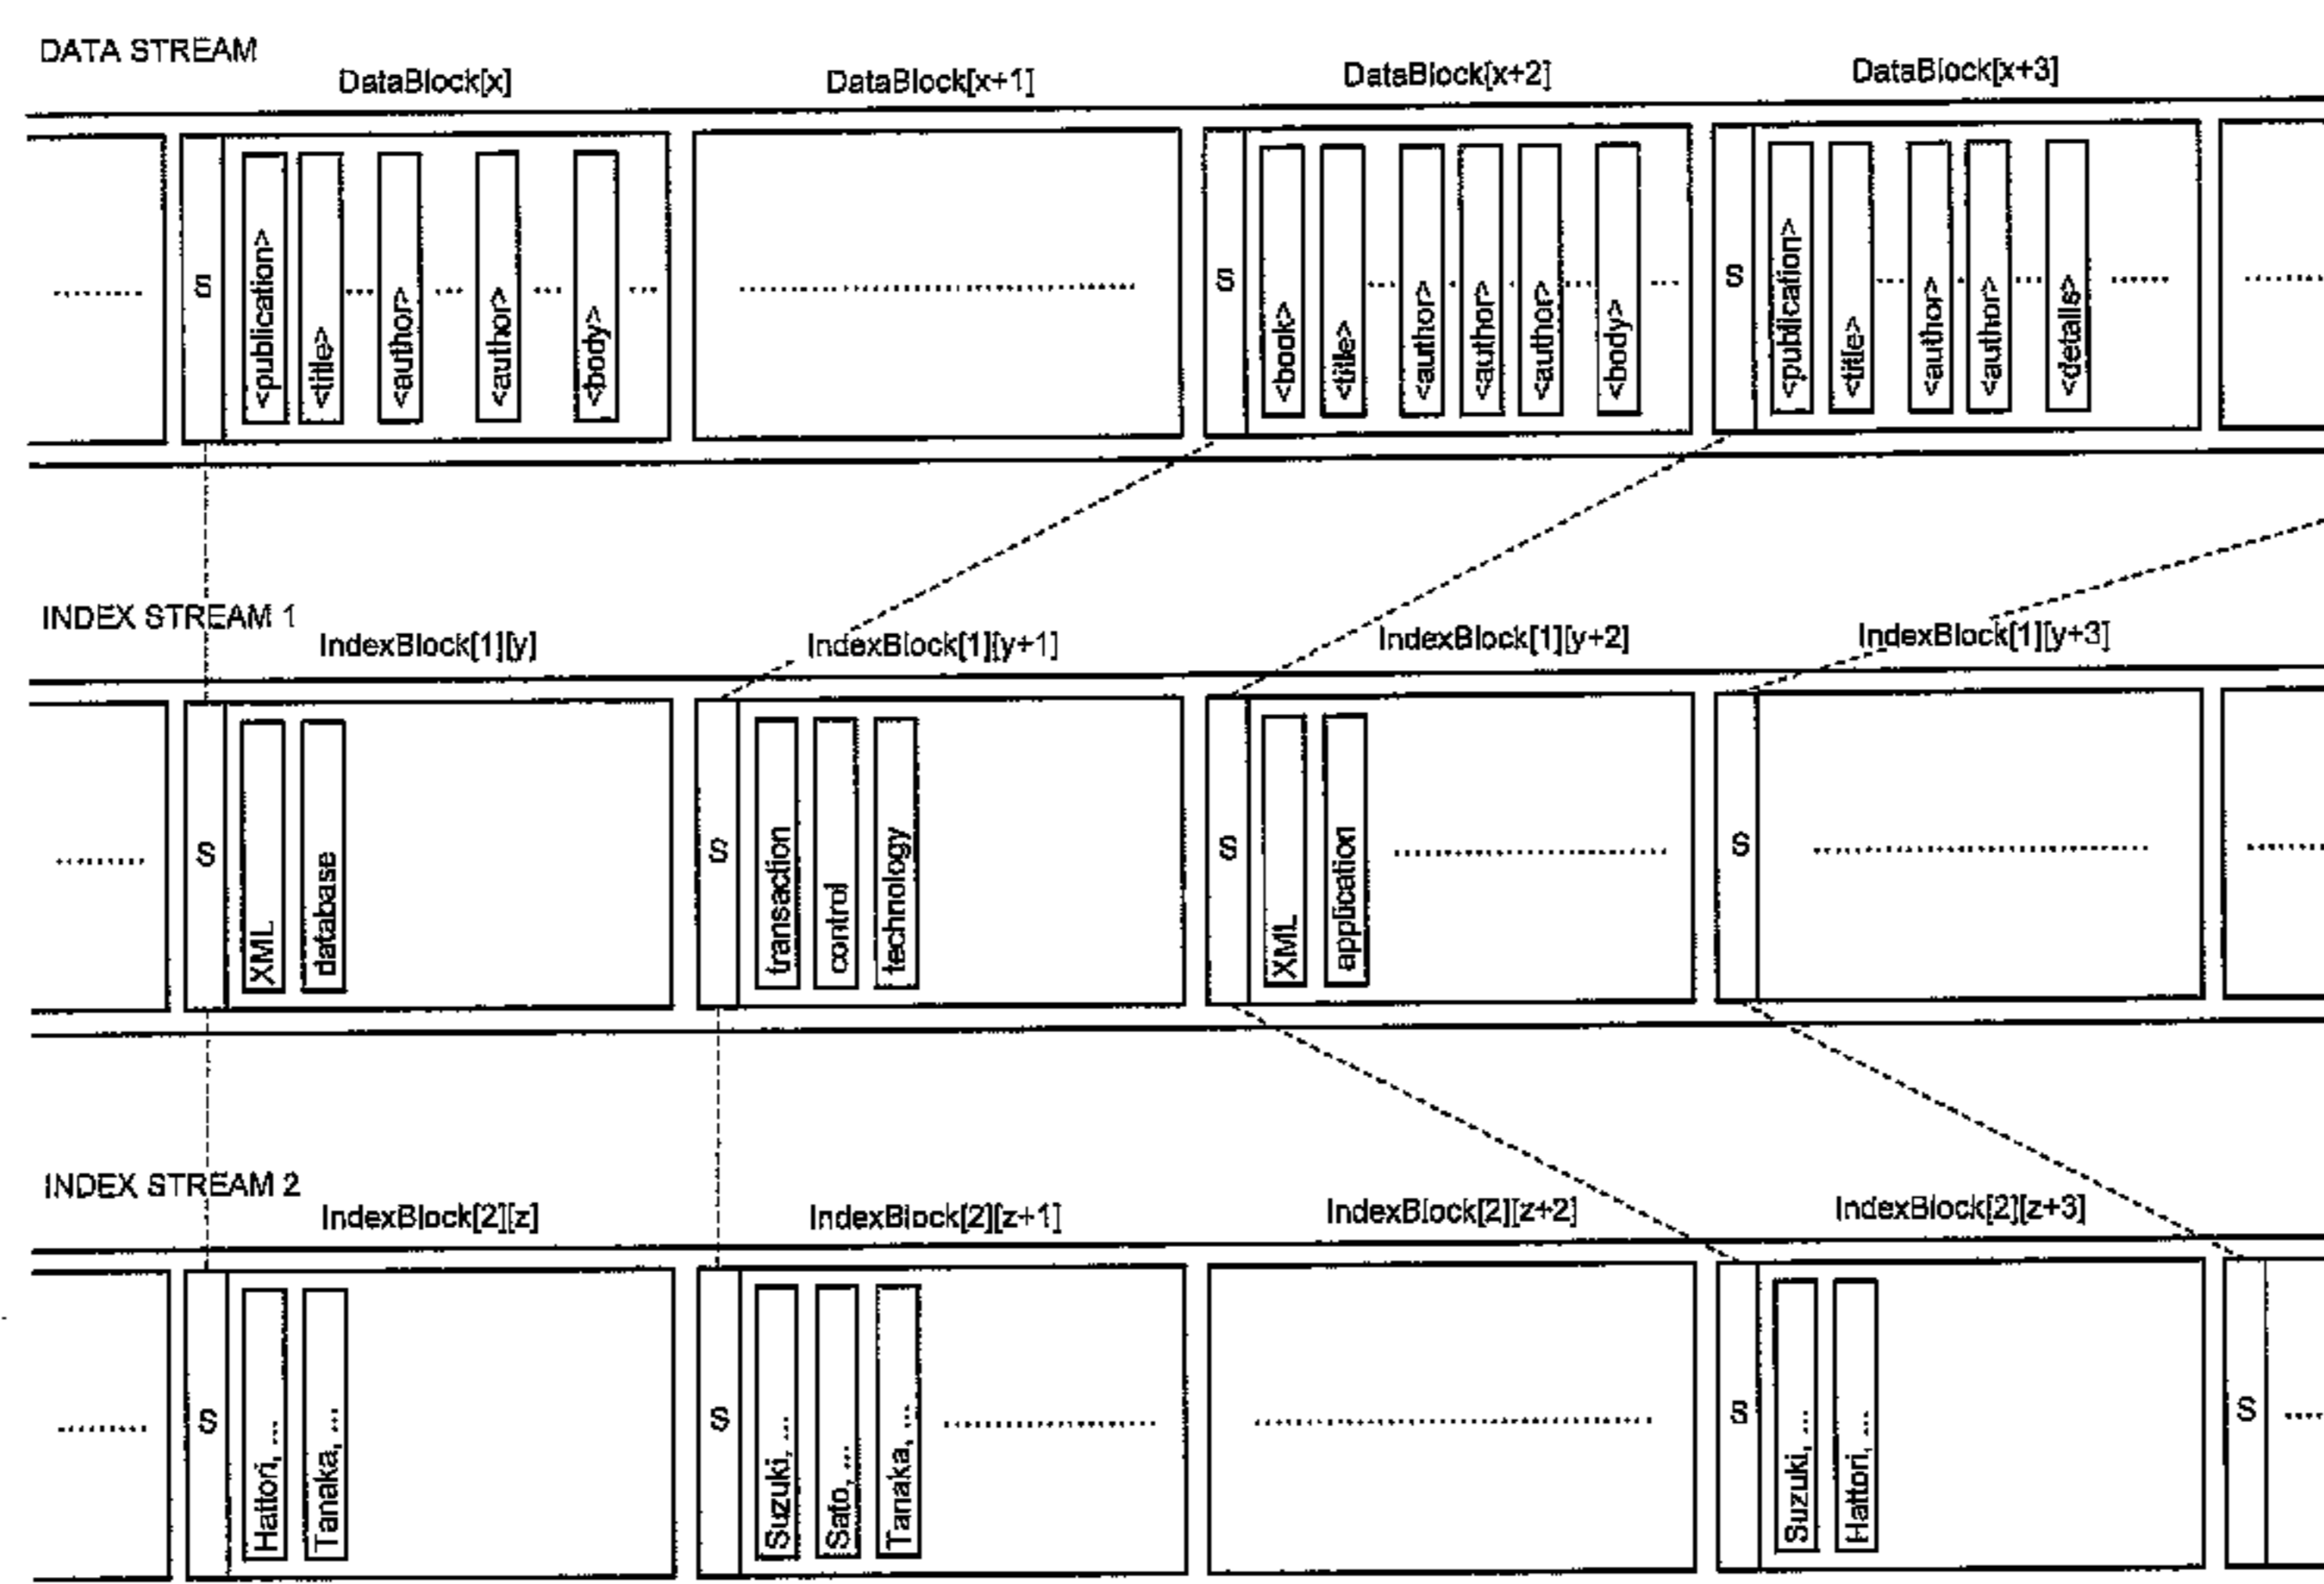 DATA STREAM
DataBlock[x] DataBlock[x+1] DataBlock[x+2] DataBlock[x+3]
S <publication> <title> <author> <author> <body> S <book> <title> <author> <author> <author> <body> S <publication> <title> <author> <author> <details>
INDEX STREAM 1
IndexBlock[1][y] IndexBlock[1][y+1] IndexBlock[1][y+2] IndexBlock[1][y+3]
S XML database S transaction control technology S XML application S
INDEX STREAM 2
IndexBlock[2][z] IndexBlock[2][z+1] IndexBlock[2][z+2] IndexBlock[2][z+3]
S Hattori, ... Tanaka, ... S Suzuki, ... Sato, ... Tanaka, ... S Suzuki, ... Hattori, ... S